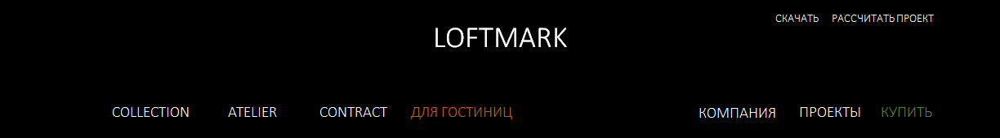 СКАЧАТЬ РАССЧИТАТЬ ПРОЕКТ
LOFTMARK
COLLECTION ATELIER CONTRACT ДЛЯ ГОСТИНИЦ КОМПАНИЯ ПРОЕКТЫ КУПИТЬ